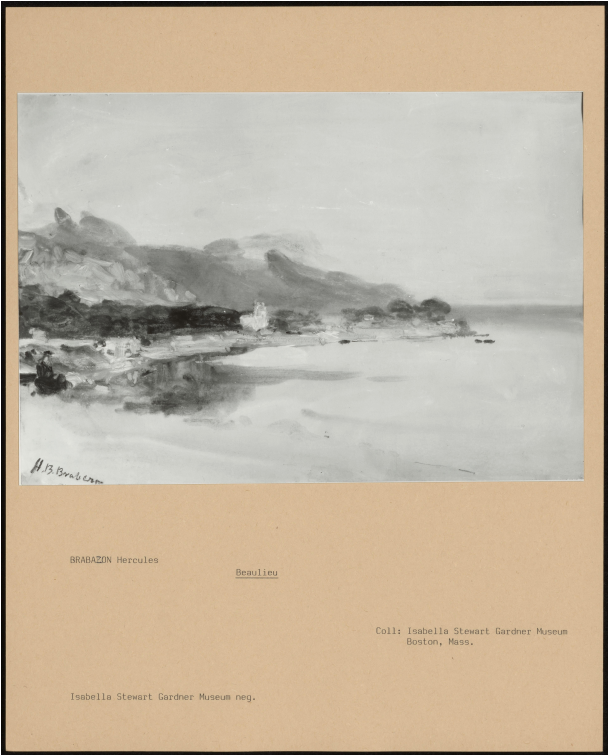 H.B. Brabazon
BRABAZON Hercules
Beaulieu
Coll: Isabella Stewart Gardner Museum
Boston, Mass.
Isabella Stewart Gardner Museum neg.